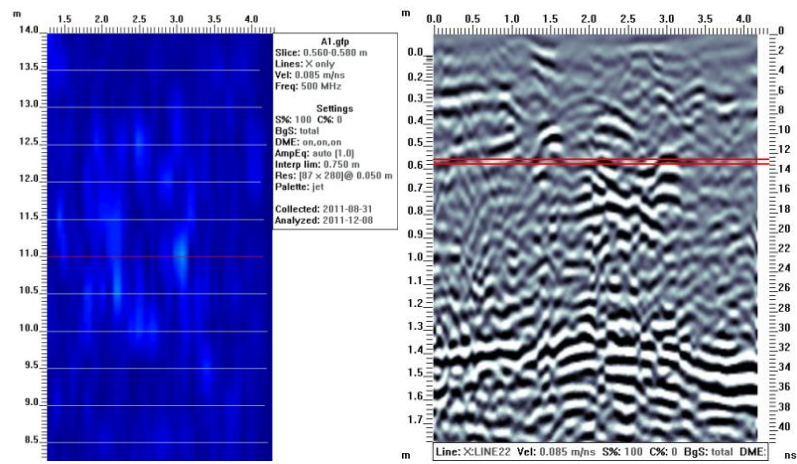 m
14.0
13.5
13.0
12.5
12.0
11.5
11.0
10.5
10.0
9.5
9.0
8.5
1.5 2.0 2.5 3.0 3.5 4.0
A1.gfp
Slice: 0.560-0.580 m
Lines: X only
Vel: 0.085 m/ns
Freq: 500 MHz
Settings
S%: 100 C%: 0
BgS: total
DME: on,on,on
AmpEq: auto (1.0)
Interp lim: 0.750 m
Res: [87 x 280]@ 0.050 m
Palette: jet
Collected: 2011-08-31
Analyzed: 2011-12-08
m
0.0 0.5 1.0 1.5 2.0 2.5 3.0 3.5 4.0
0.0
0.1
0.2
0.3
0.4
0.5
0.6
0.7
0.8
0.9
1.0
1.1
1.2
1.3
1.4
1.5
1.6
1.7
m
0
2
4
6
8
10
12
14
16
18
20
22
24
26
28
30
32
34
36
38
40
ns
Line: X:LINE22 Vel: 0.085 m/ns S%: 100 C%: 0 BgS: total DME: